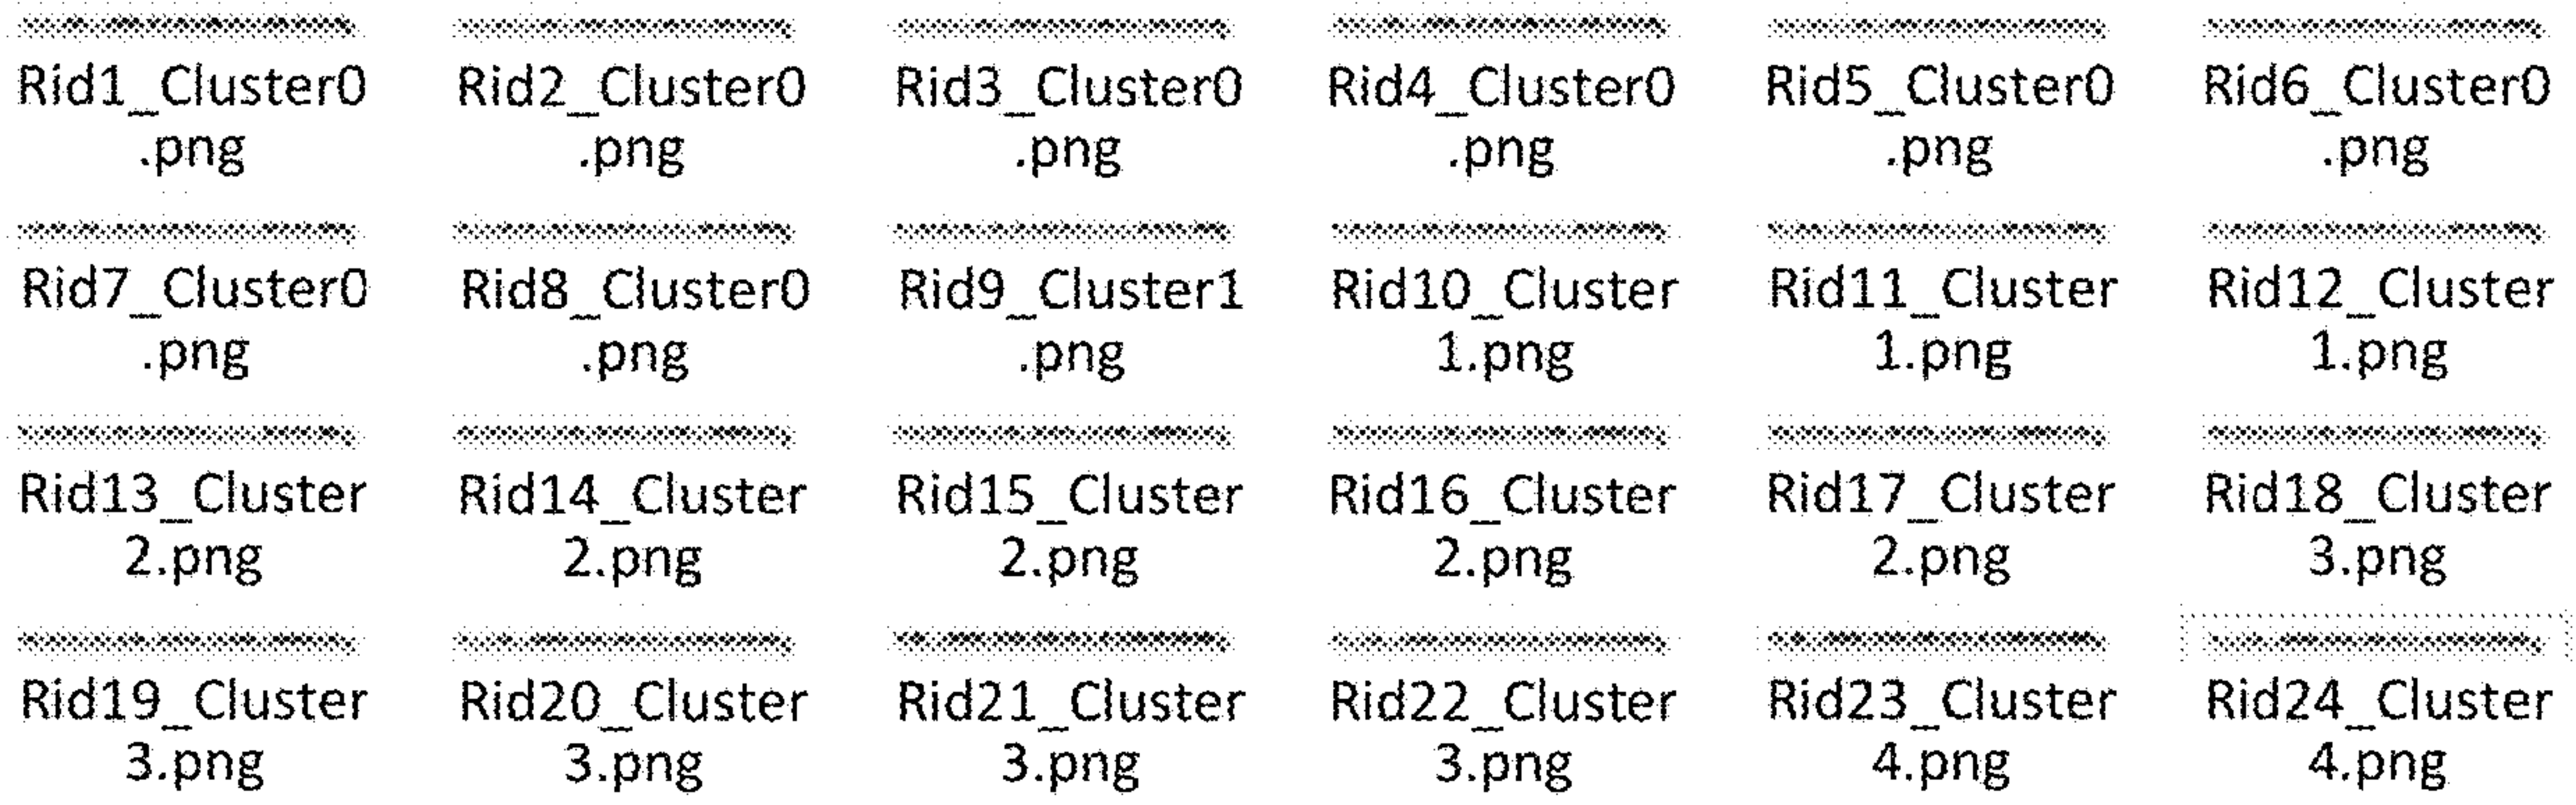 Rid1_Cluster0 Rid2_Cluster0 Rid3_Cluster0 Rid4_Cluster0 Rid5_Cluster0 Rid6_Cluster0
.png .png .png .png .png .png
Rid7_Cluster0 Rid8_Cluster0 Rid9_Cluster1 Rid10_Cluster Rid11_Cluster Rid12_Cluster
.png .png .png 1.png 1.png 1.png
Rid13_Cluster Rid14_Cluster Rid15_Cluster Rid16_Cluster Rid17_Cluster Rid18_Cluster
2.png 2.png 2.png 2.png 2.png 3.png
Rid19_Cluster Rid20_Cluster Rid21_Cluster Rid22_Cluster Rid23_Cluster Rid24_Cluster
3.png 3.png 3.png 3.png 4.png 4.png